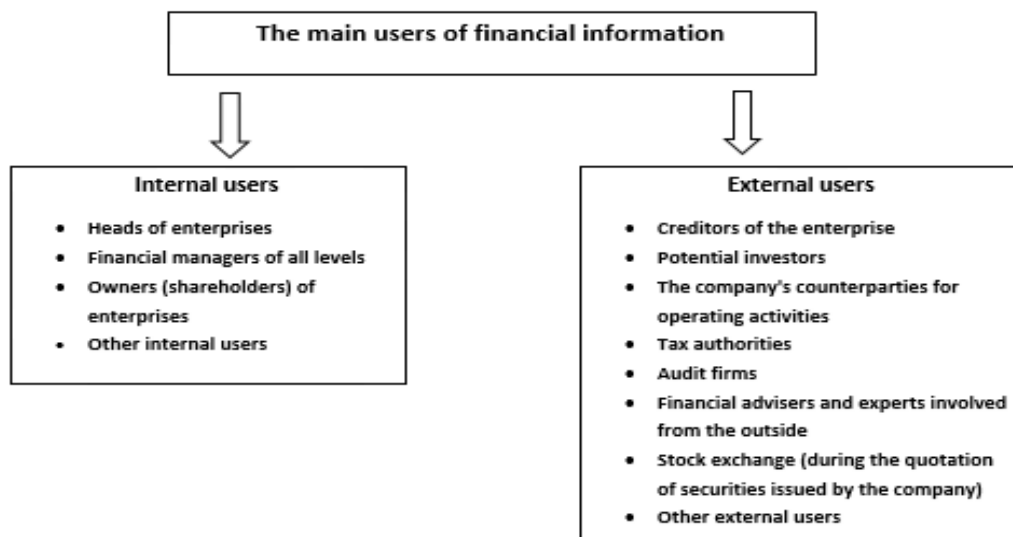 The main users of financial information
Internal users
• Heads of enterprises
• Financial managers of all levels
• Owners (shareholders) of
enterprises
• Other internal users
External users
• Creditors of the enterprise
• Potential investors
• The company's counterparties for
operating activities
• Tax authorities
• Audit firms
• Financial advisers and experts involved
from the outside
• Stock exchange (during the quotation
of securities issued by the company)
• Other external users